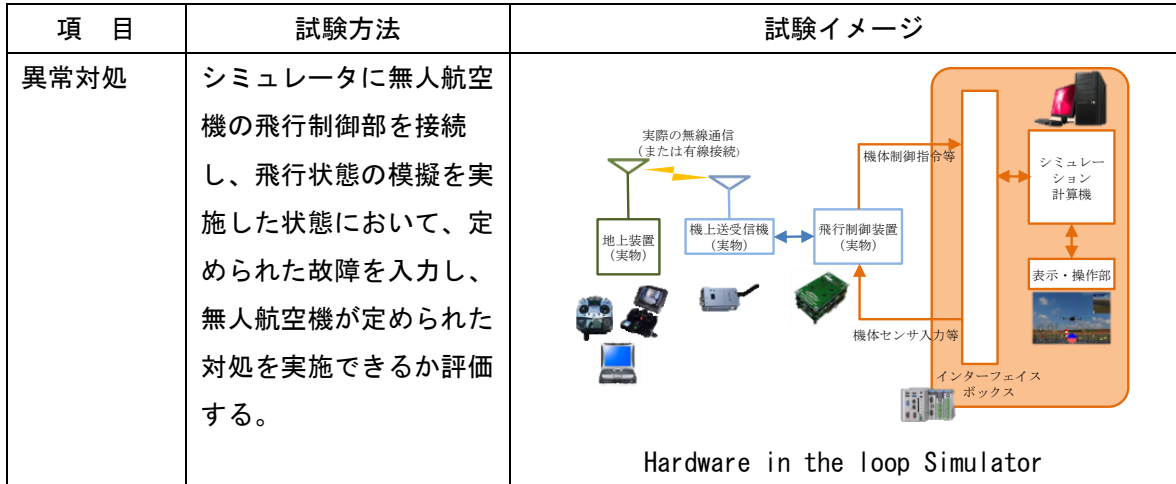 項　目
試験方法
試験イメージ
異常対処
シミュレータに無人航空
機の飛行制御部を接続
し、飛行状態の模擬を実
施した状態において、定
められた故障を入力し、
無人航空機が定められた
対処を実施できるか評価
する。
実際の無線通信
(または有線接続)
機体制御指令等
シミュレー
ション
計算機
地上装置
(実物)
機上送受信機
(実物)
飛行制御装置
(実物)
表示・操作部
機体センサ入力等
インターフェイス
ボックス
Hardware in the loop Simulator